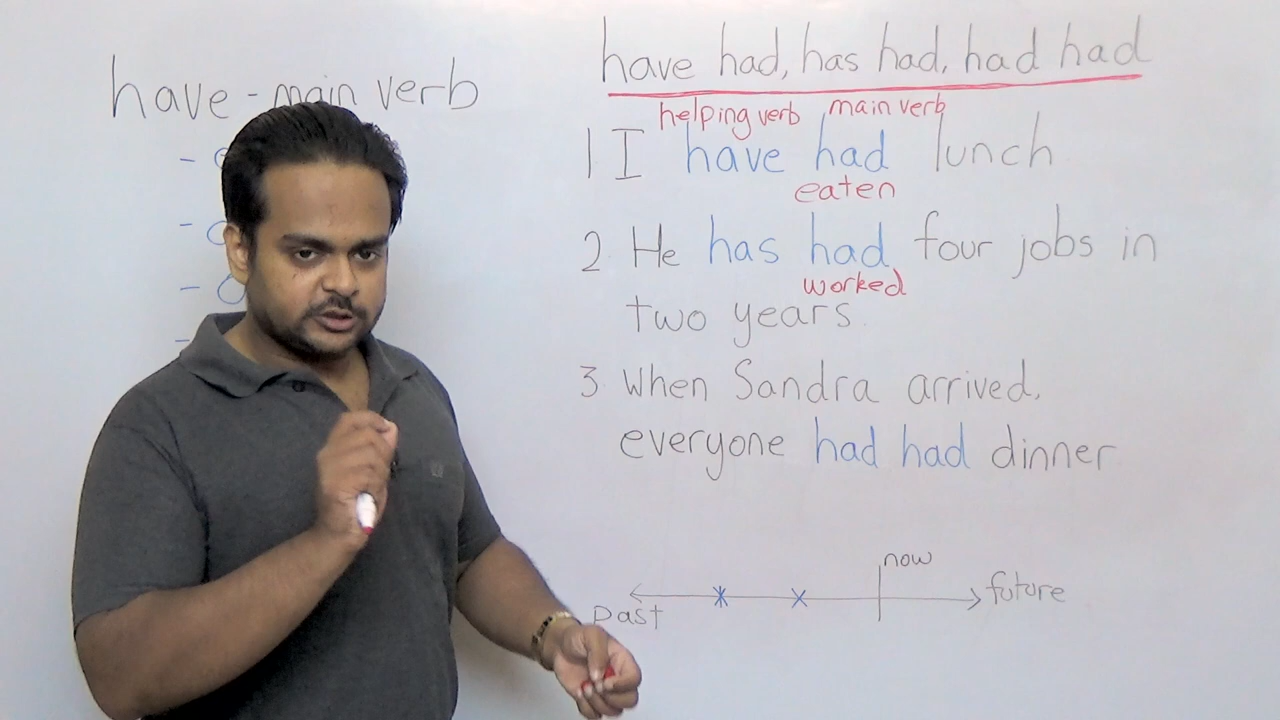 have - main verb
have had, has had, had had
helping verb main verb
1 I have had lunch
eaten
2 He has had four jobs in
worked
two years.
3 When Sandra arrived,
everyone had had dinner
now
future
Past